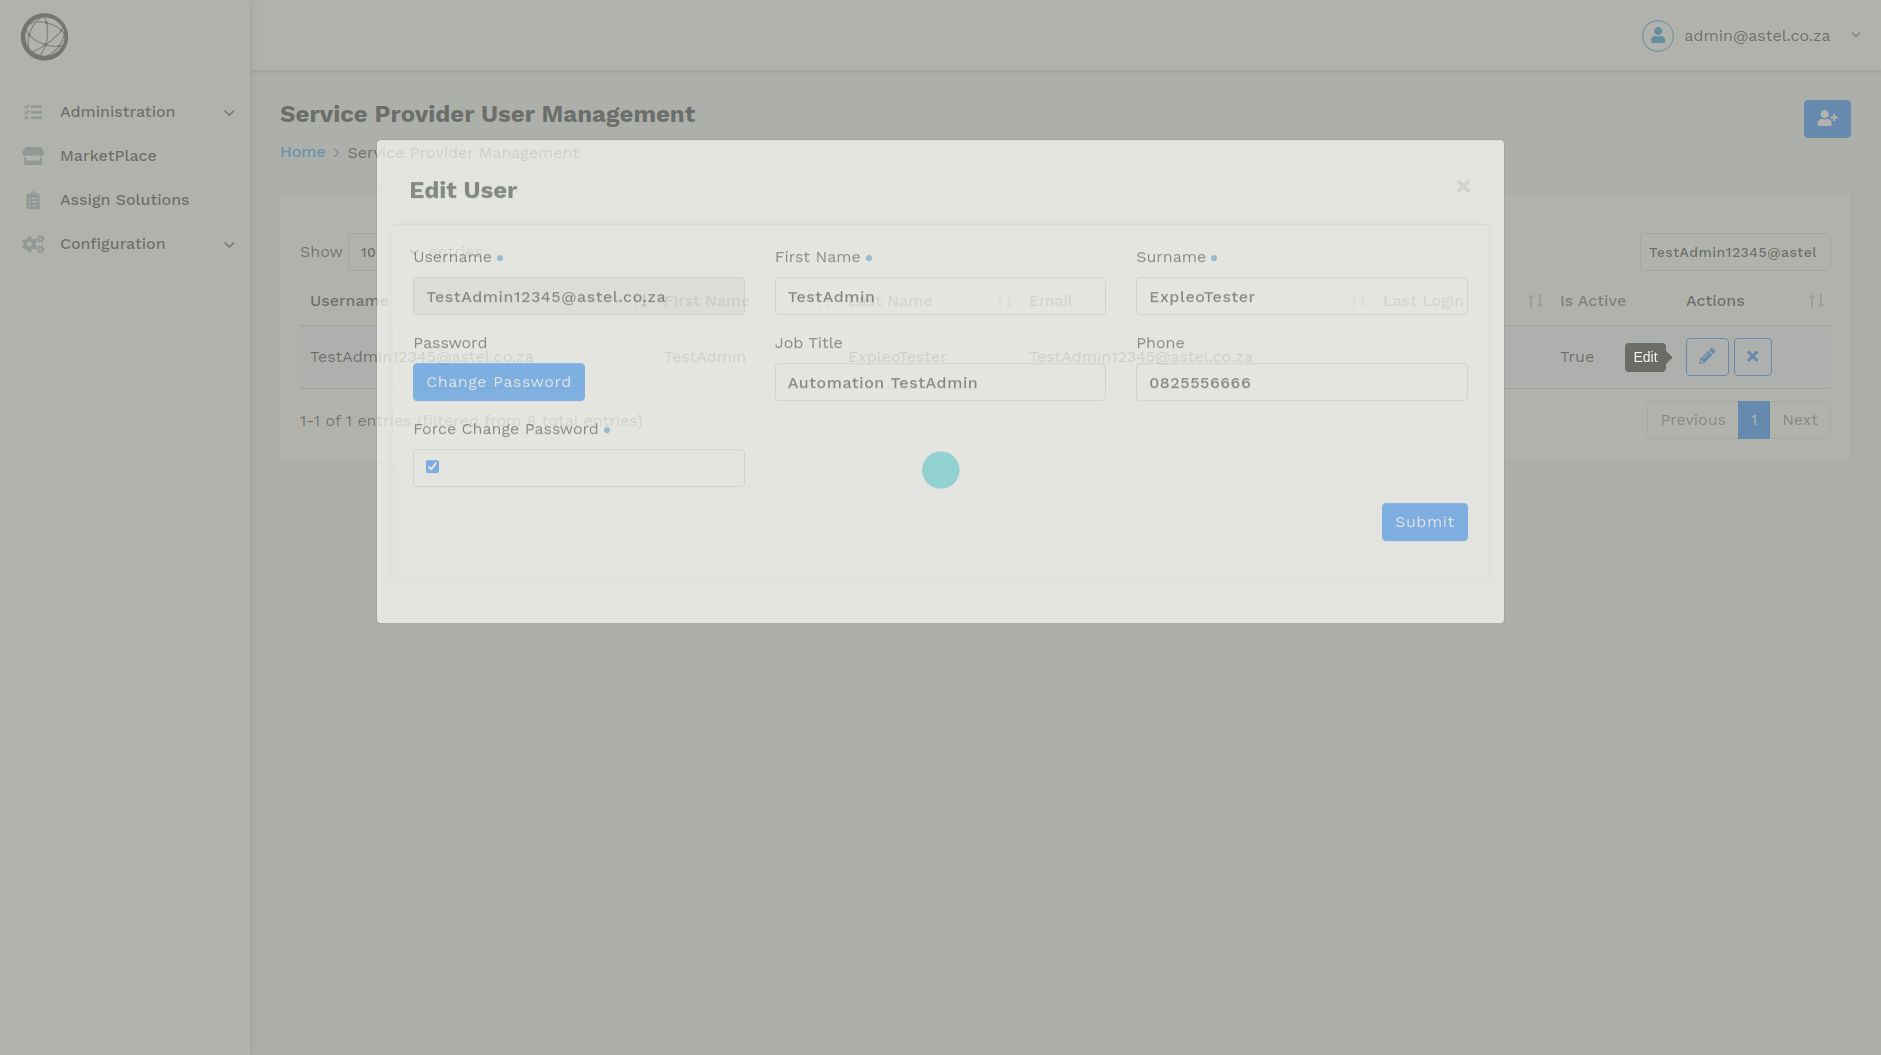 admin@astel.co.za
Administration
MarketPlace
Assign Solutions
Configuration
Service Provider User Management
Home > Service Provider Management
Edit User
Show 10 entries
TestAdmin12345@astel
Username
First Name
Surname
TestAdmin12345@astel.co.za
TestAdmin
ExpleoTester
Username First Name Last Name Email Last Login Is Active Actions
Password
Job Title
Phone
TestAdmin12345@astel.co.za TestAdmin ExpleoTester TestAdmin12345@astel.co.za True Edit
Change Password
Automation TestAdmin
0825556666
1-1 of 1 entries (filtered from 8 total entries)
Previous 1 Next
Force Change Password
Submit